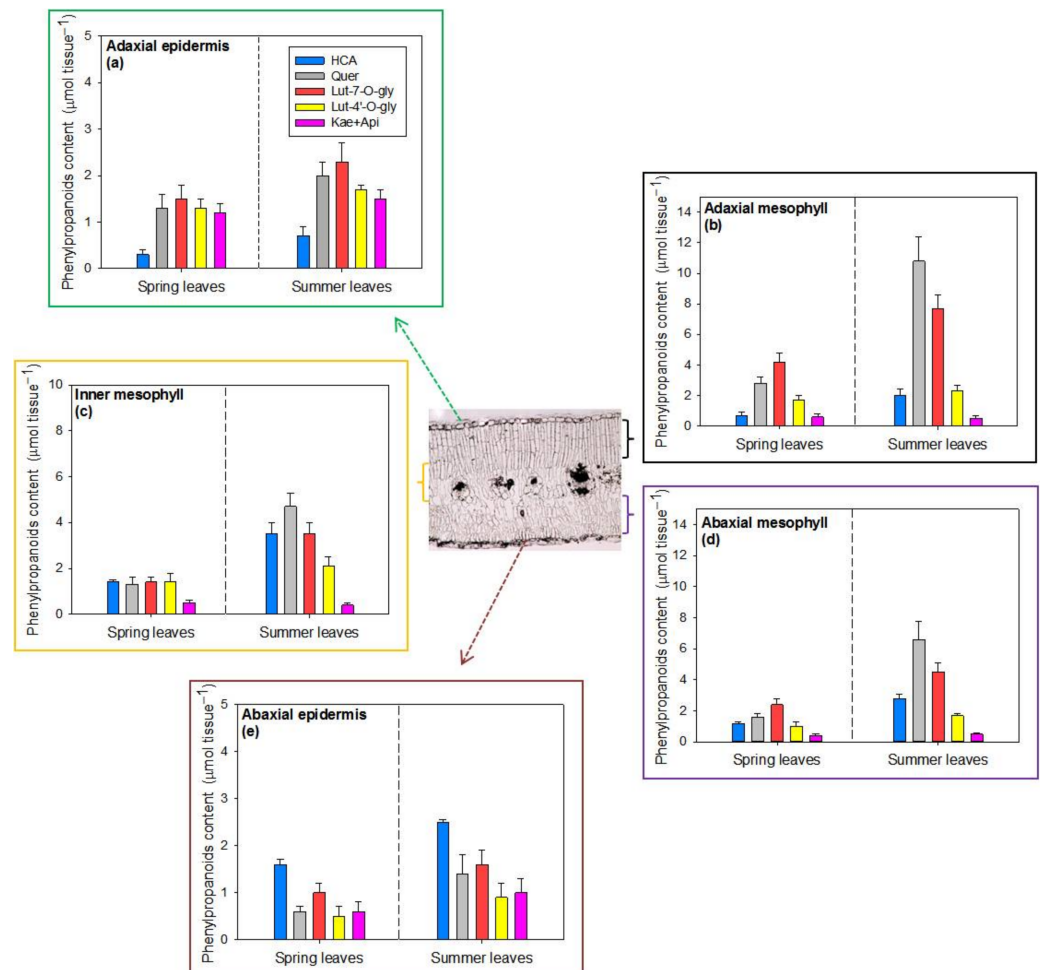 Adaxial epidermis
(a)
HCA
Quer
Lut-7-O-gly
Lut-4'-O-gly
Kae+Api
Phenylpropanoids content (μmol tissue⁻¹)
5
4
3
2
1
0
Spring leaves
Summer leaves
Adaxial mesophyll
(b)
Phenylpropanoids content (μmol tissue⁻¹)
14
12
10
8
6
4
2
0
Spring leaves
Summer leaves
Inner mesophyll
(c)
Phenylpropanoids content (μmol tissue⁻¹)
10
8
6
4
2
0
Spring leaves
Summer leaves
Abaxial mesophyll
(d)
Phenylpropanoids content (μmol tissue⁻¹)
14
12
10
8
6
4
2
0
Spring leaves
Summer leaves
Abaxial epidermis
(e)
Phenylpropanoids content (μmol tissue⁻¹)
5
4
3
2
1
0
Spring leaves
Summer leaves